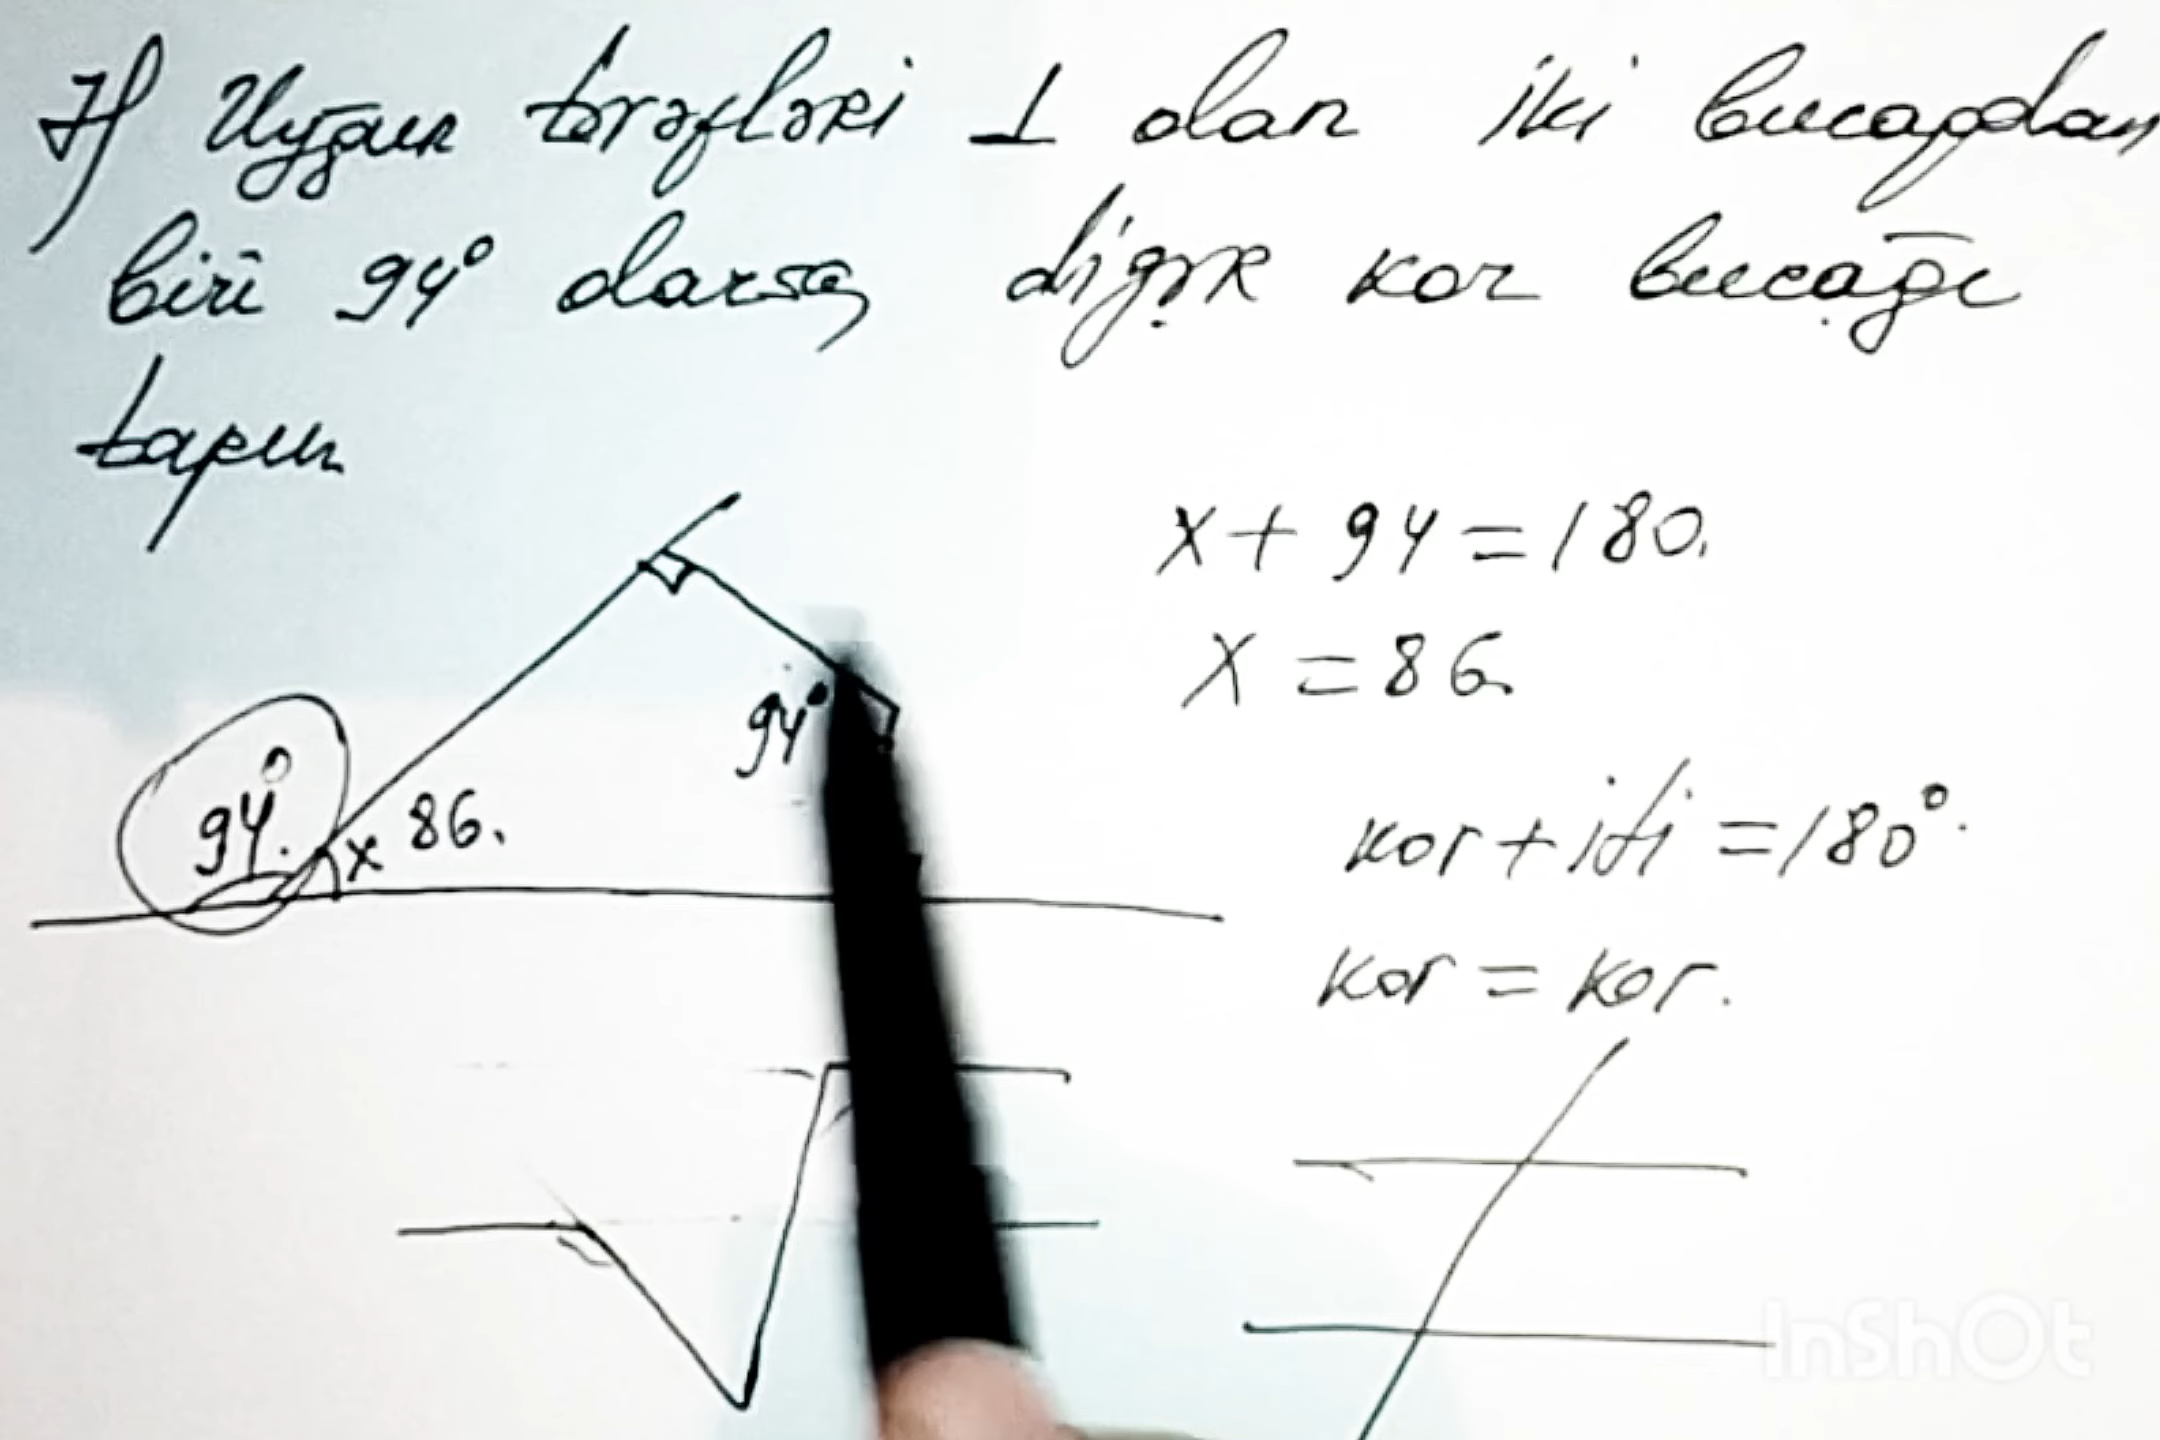 7) Uyğun tərəfləri ⊥ olan iki bucaqdan
biri 94° olarsa, digər kor bucağı
tapın
x + 94 = 180.
x = 86
94°
94°.
x 86.
kor + iti = 180°.
kor = kor.
InShOt